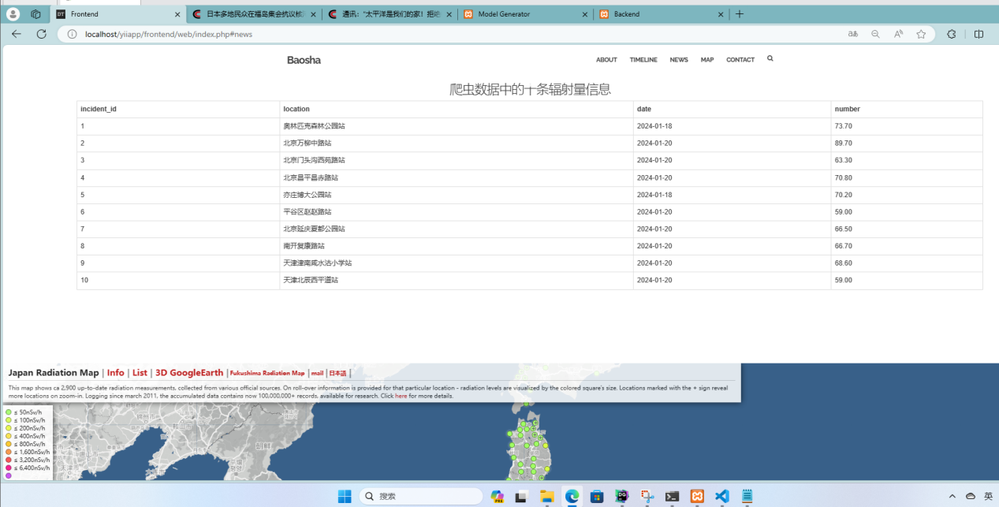 Frontend
日本多地民众在福岛集会抗议核
通讯："太平洋是我们的家！拒绝
Model Generator
Backend
localhost/yiiapp/frontend/web/index.php#news
Baosha
ABOUT TIMELINE NEWS MAP CONTACT
爬虫数据中的十条辐射量信息
incident_id location date number
1 奥林匹克森林公园站 2024-01-18 73.70
2 北京万柳中路站 2024-01-20 89.70
3 北京门头沟西苑路站 2024-01-20 63.30
4 北京昌平昌赤路站 2024-01-20 70.80
5 亦庄博大公园站 2024-01-18 70.20
6 平谷区赵赵路站 2024-01-20 59.00
7 北京延庆夏都公园站 2024-01-20 66.50
8 南开复康路站 2024-01-20 66.70
9 天津津南咸水沽小学站 2024-01-20 68.60
10 天津北辰西平道站 2024-01-20 59.00
Japan Radiation Map | Info | List | 3D GoogleEarth | Fukushima Radiation Map | mail | 日本語 |
This map shows ca 2,900 up-to-date radiation measurements, collected from various official sources. On roll-over information is provided for that particular location - radiation levels are visualized by the colored square's size. Locations marked with the + sign reveal
more locations on zoom-in. Logging since march 2011, the accumulated data contains now 100,000,000+ records, available for research. Click here for more details.
≤ 50nSv/h
≤ 100nSv/h
≤ 200nSv/h
≤ 400nSv/h
≤ 800nSv/h
≤ 1,600nSv/h
≤ 3,200nSv/h
≤ 6,400nSv/h
朝鲜
搜索
英